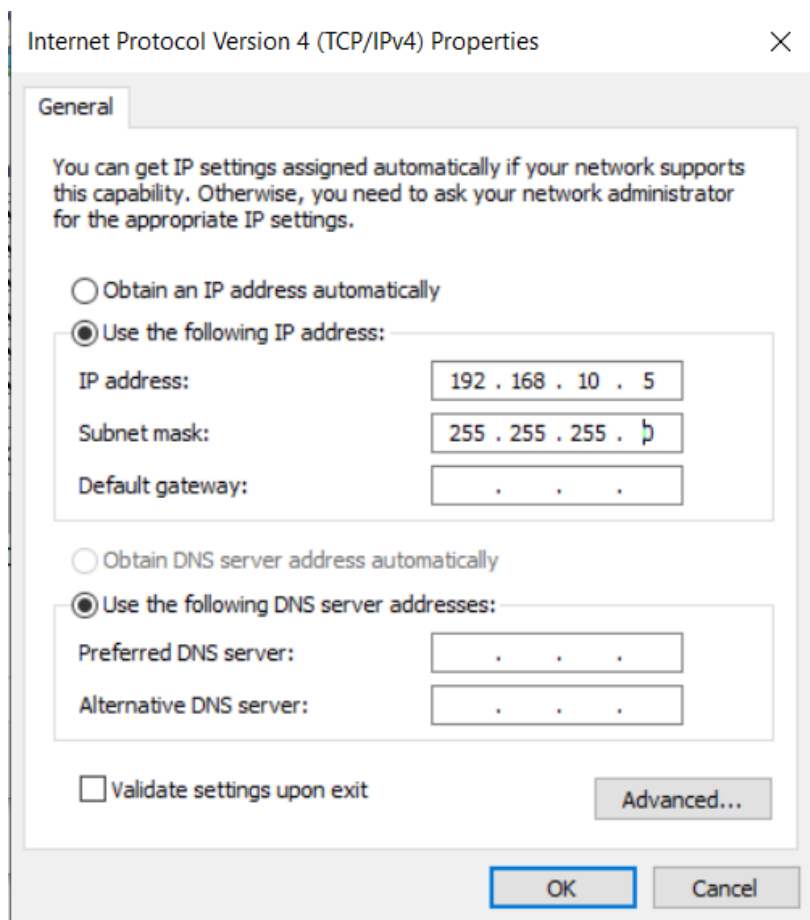 Internet Protocol Version 4 (TCP/IPv4) Properties
General
You can get IP settings assigned automatically if your network supports
this capability. Otherwise, you need to ask your network administrator
for the appropriate IP settings.
Obtain an IP address automatically
Use the following IP address:
IP address: 192 . 168 . 10 . 5
Subnet mask: 255 . 255 . 255 . 0
Default gateway: . . .
Obtain DNS server address automatically
Use the following DNS server addresses:
Preferred DNS server: . . .
Alternative DNS server: . . .
Validate settings upon exit
Advanced...
OK Cancel